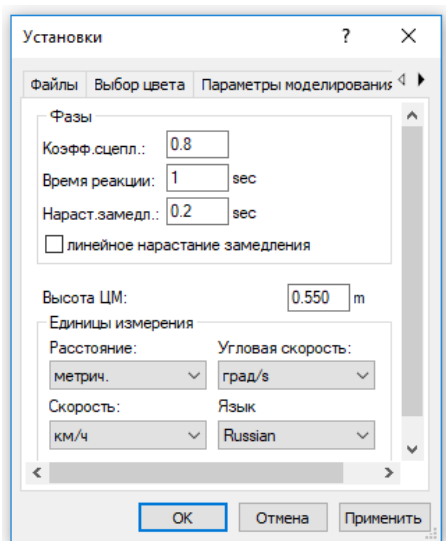 Установки ?
Файлы Выбор цвета Параметры моделирования
Фазы
Коэфф.сцепл.: 0.8
Время реакции: 1 sec
Нараст.замедл.: 0.2 sec
линейное нарастание замедления
Высота ЦМ: 0.550 m
Единицы измерения
Расстояние: Угловая скорость:
метрич. град/s
Скорость: Язык
км/ч Russian
OK Отмена Применить